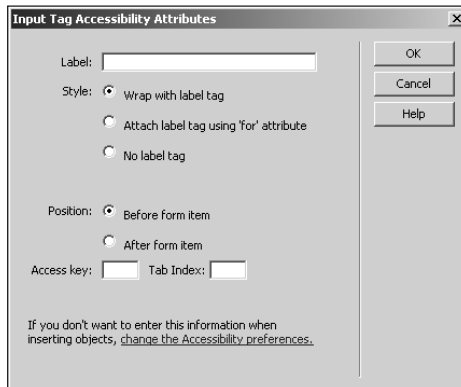 Input Tag Accessibility Attributes
Label:
OK
Style: Wrap with label tag
Cancel
Attach label tag using 'for' attribute
Help
No label tag
Position: Before form item
After form item
Access key: Tab Index:
If you don't want to enter this information when
inserting objects, change the Accessibility preferences.